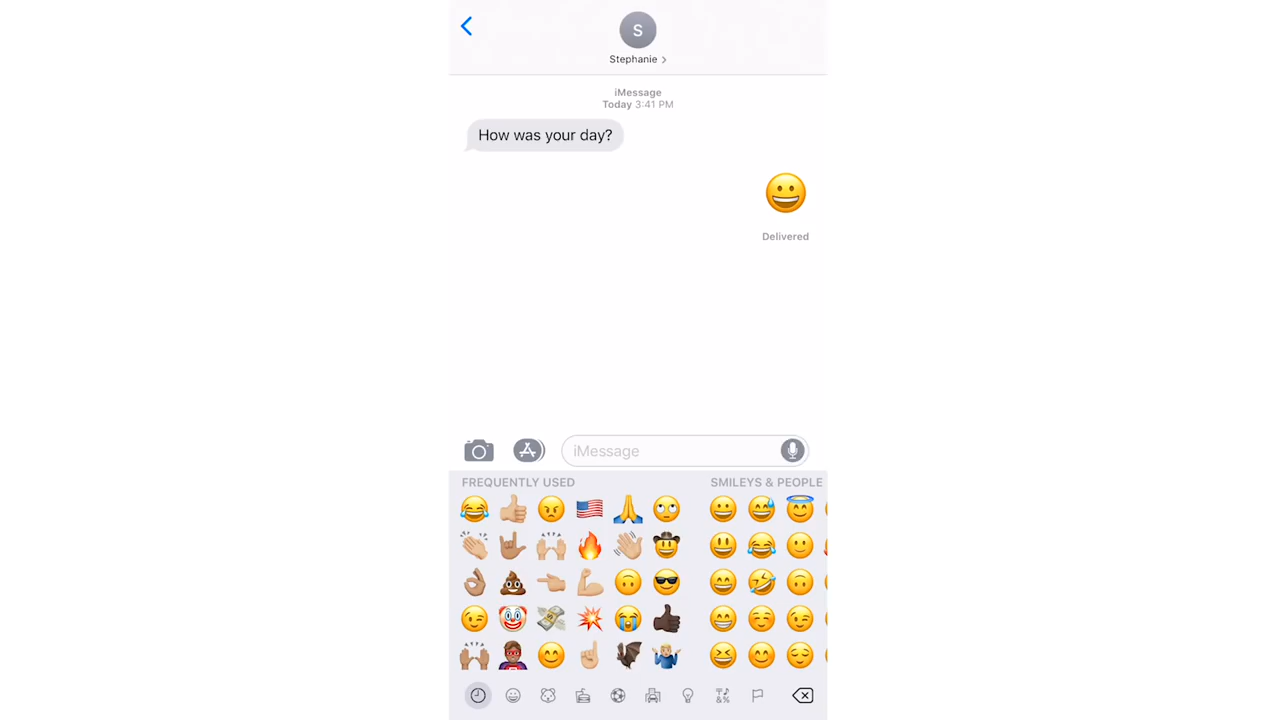 S
Stephanie >
iMessage
Today 3:41 PM
How was your day?
Delivered
iMessage
FREQUENTLY USED SMILEYS & PEOPLE